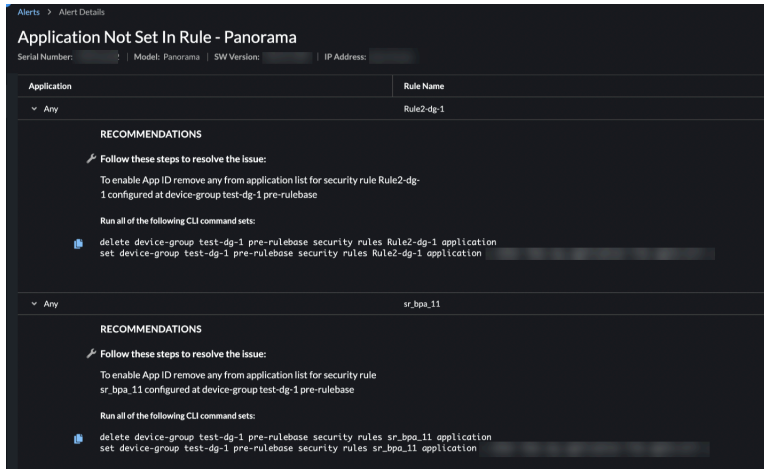 Alerts > Alert Details
Application Not Set In Rule - Panorama
Serial Number: | Model: Panorama | SW Version: | IP Address:
Application Rule Name
Any Rule2-dg-1
RECOMMENDATIONS
Follow these steps to resolve the issue:
To enable App ID remove any from application list for security rule Rule2-dg-
1 configured at device-group test-dg-1 pre-rulebase
Run all of the following CLI command sets:
delete device-group test-dg-1 pre-rulebase security rules Rule2-dg-1 application
set device-group test-dg-1 pre-rulebase security rules Rule2-dg-1 application
Any sr_bpa_11
RECOMMENDATIONS
Follow these steps to resolve the issue:
To enable App ID remove any from application list for security rule
sr_bpa_11 configured at device-group test-dg-1 pre-rulebase
Run all of the following CLI command sets:
delete device-group test-dg-1 pre-rulebase security rules sr_bpa_11 application
set device-group test-dg-1 pre-rulebase security rules sr_bpa_11 application